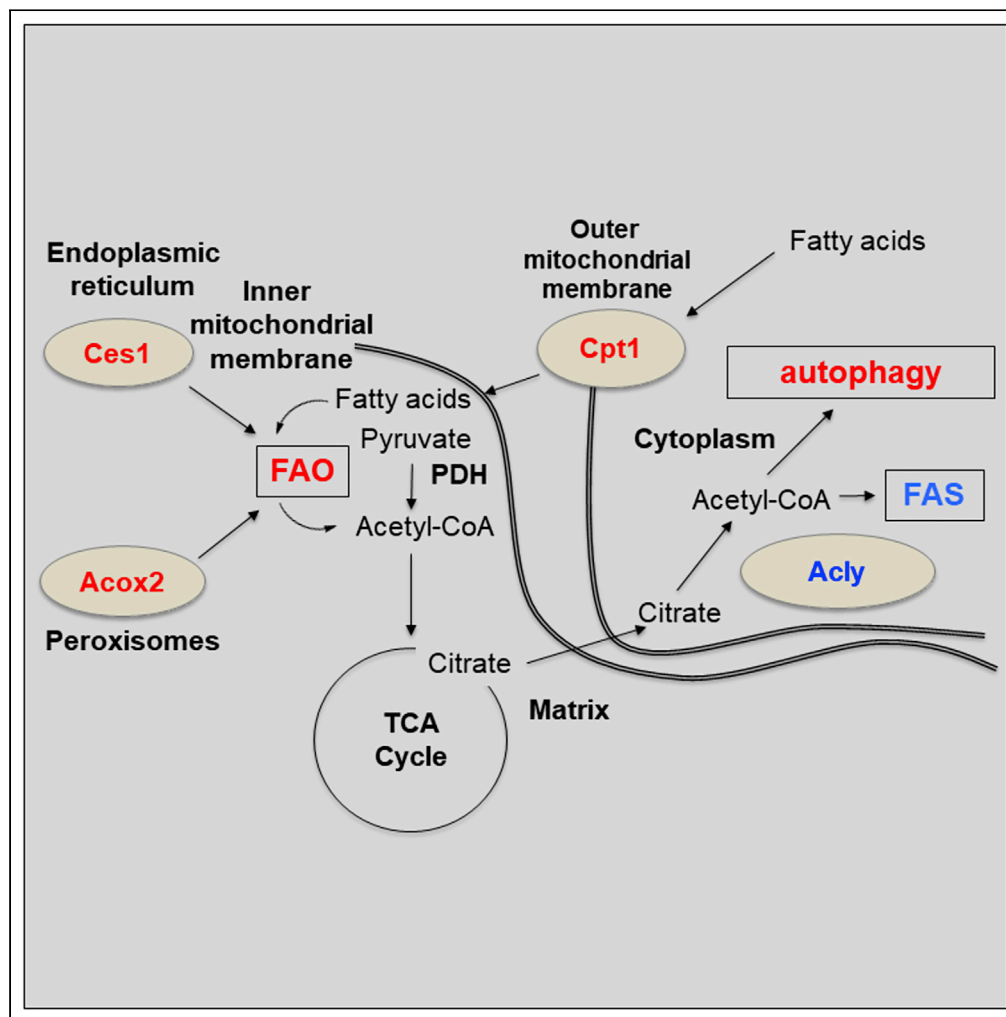 Endoplasmic
reticulum
Ces1
Inner
mitochondrial
membrane
Outer
mitochondrial
membrane
Cpt1
Fatty acids
autophagy
Fatty acids
Pyruvate
FAO
PDH
Acetyl-CoA
Cytoplasm
Acetyl-CoA
FAS
Acly
Acox2
Peroxisomes
Citrate
Citrate
Matrix
TCA
Cycle